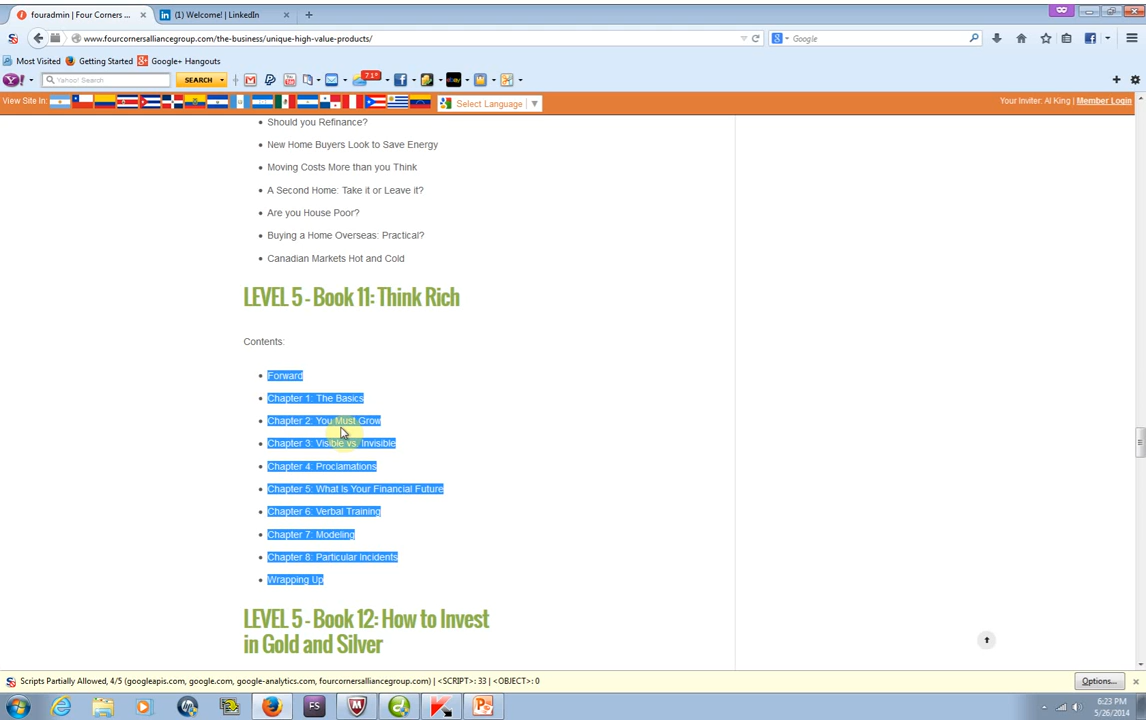 fouradmin | Four Corners ...
(1) Welcome! | LinkedIn
www.fourcornersalliancegroup.com/the-business/unique-high-value-products/
Google
Most Visited
Getting Started
Google+ Hangouts
Yahoo! Search
SEARCH
71°
View Site In:
Select Language
Your Inviter: Al King | Member Login
Should you Refinance?
New Home Buyers Look to Save Energy
Moving Costs More than you Think
A Second Home: Take it or Leave it?
Are you House Poor?
Buying a Home Overseas: Practical?
Canadian Markets Hot and Cold
LEVEL 5 - Book 11: Think Rich
Contents:
Forward
Chapter 1: The Basics
Chapter 2: You Must Grow
Chapter 3: Visible vs. Invisible
Chapter 4: Proclamations
Chapter 5: What Is Your Financial Future
Chapter 6: Verbal Training
Chapter 7: Modeling
Chapter 8: Particular Incidents
Wrapping Up
LEVEL 5 - Book 12: How to Invest
in Gold and Silver
Scripts Partially Allowed, 4/5 (googleapis.com, google.com, google-analytics.com, fourcornersalliancegroup.com) | <SCRIPT>: 33 | <OBJECT>: 0
Options...
FS
6:23 PM
5/26/2014